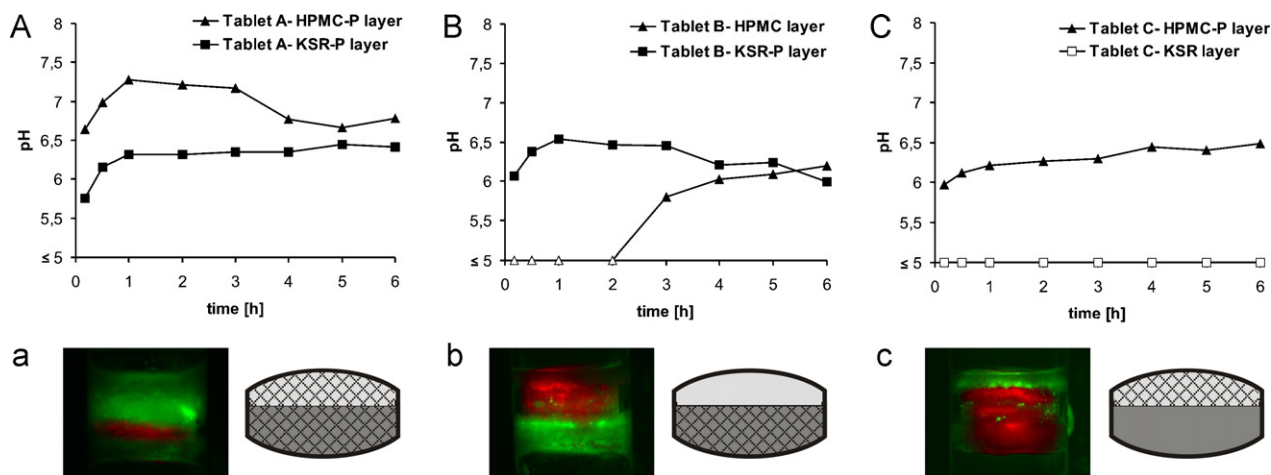 A
Tablet A- HPMC-P layer
Tablet A- KSR-P layer
8
7,5
7
6,5
6
5,5
≤ 5
pH
0 1 2 3 4 5 6
time [h]
B
Tablet B- HPMC layer
Tablet B- KSR-P layer
8
7,5
7
6,5
6
5,5
≤ 5
pH
0 1 2 3 4 5 6
time [h]
C
Tablet C- HPMC-P layer
Tablet C- KSR layer
8
7,5
7
6,5
6
5,5
≤ 5
pH
0 1 2 3 4 5 6
time [h]
a
b
c